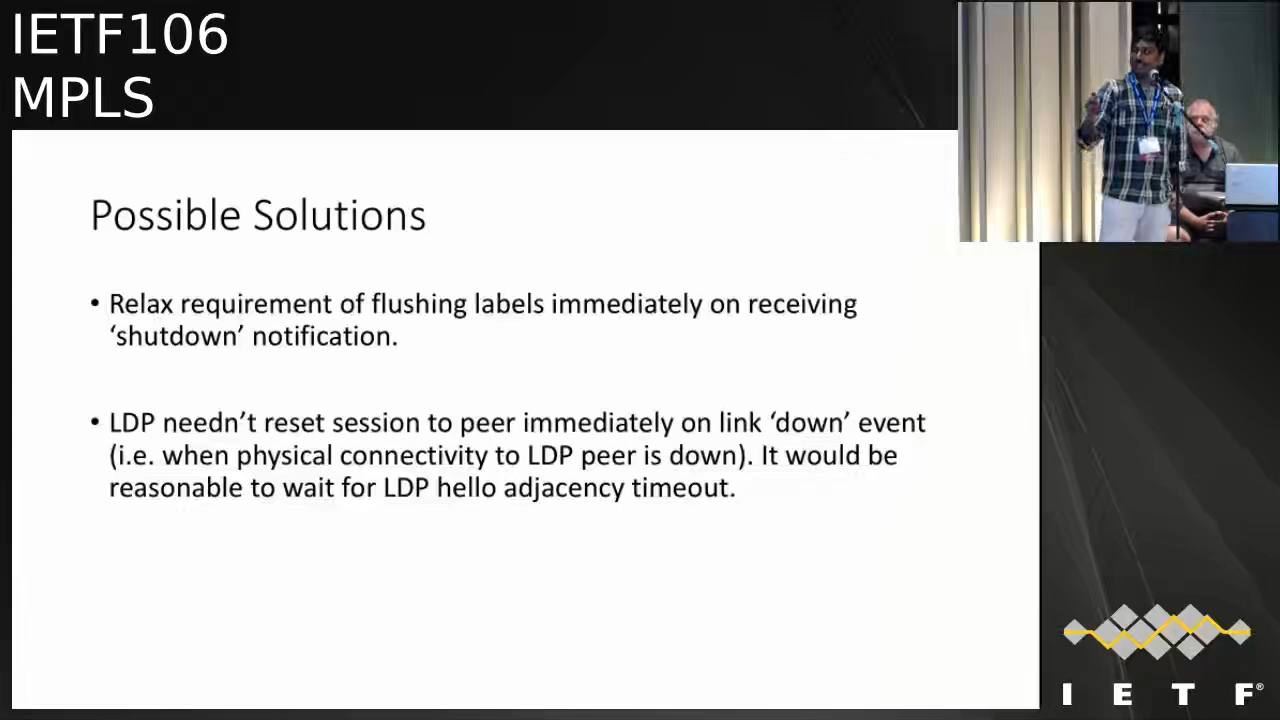 IETF106
MPLS
Possible Solutions
• Relax requirement of flushing labels immediately on receiving
‘shutdown’ notification.
• LDP needn’t reset session to peer immediately on link ‘down’ event
(i.e. when physical connectivity to LDP peer is down). It would be
reasonable to wait for LDP hello adjacency timeout.
I E T F®